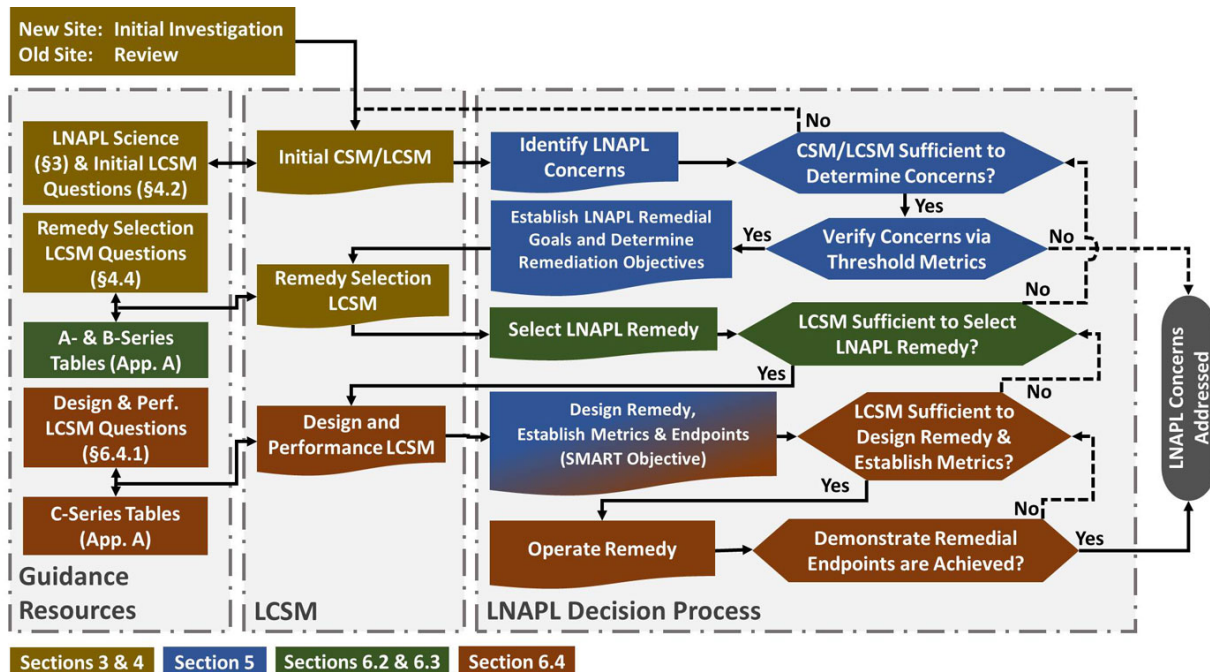 New Site: Initial Investigation
Old Site: Review
LNAPL Science
(§3) & Initial LCSM
Questions (§4.2)
Remedy Selection
LCSM Questions
(§4.4)
A- & B-Series
Tables (App. A)
Design & Perf.
LCSM Questions
(§6.4.1)
C-Series Tables
(App. A)
Guidance
Resources
Initial CSM/LCSM
Remedy Selection
LCSM
Design and
Performance LCSM
LCSM
Identify LNAPL
Concerns
No
CSM/LCSM Sufficient to
Determine Concerns?
Yes
Establish LNAPL Remedial
Goals and Determine
Remediation Objectives
Yes
Verify Concerns via
Threshold Metrics
No
No
Select LNAPL Remedy
LCSM Sufficient to Select
LNAPL Remedy?
Yes
No
Design Remedy,
Establish Metrics & Endpoints
(SMART Objective)
LCSM Sufficient to
Design Remedy &
Establish Metrics?
Yes
No
Operate Remedy
Demonstrate Remedial
Endpoints are Achieved?
Yes
LNAPL Decision Process
LNAPL Concerns
Addressed
Sections 3 & 4
Section 5
Sections 6.2 & 6.3
Section 6.4